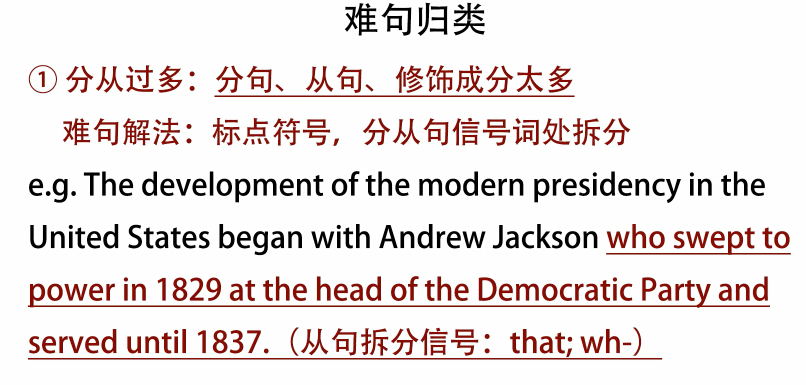 难句归类
① 分从过多：分句、从句、修饰成分太多
难句解法：标点符号，分从句信号词处拆分
e.g. The development of the modern presidency in the
United States began with Andrew Jackson who swept to
power in 1829 at the head of the Democratic Party and
served until 1837.（从句拆分信号：that; wh-）